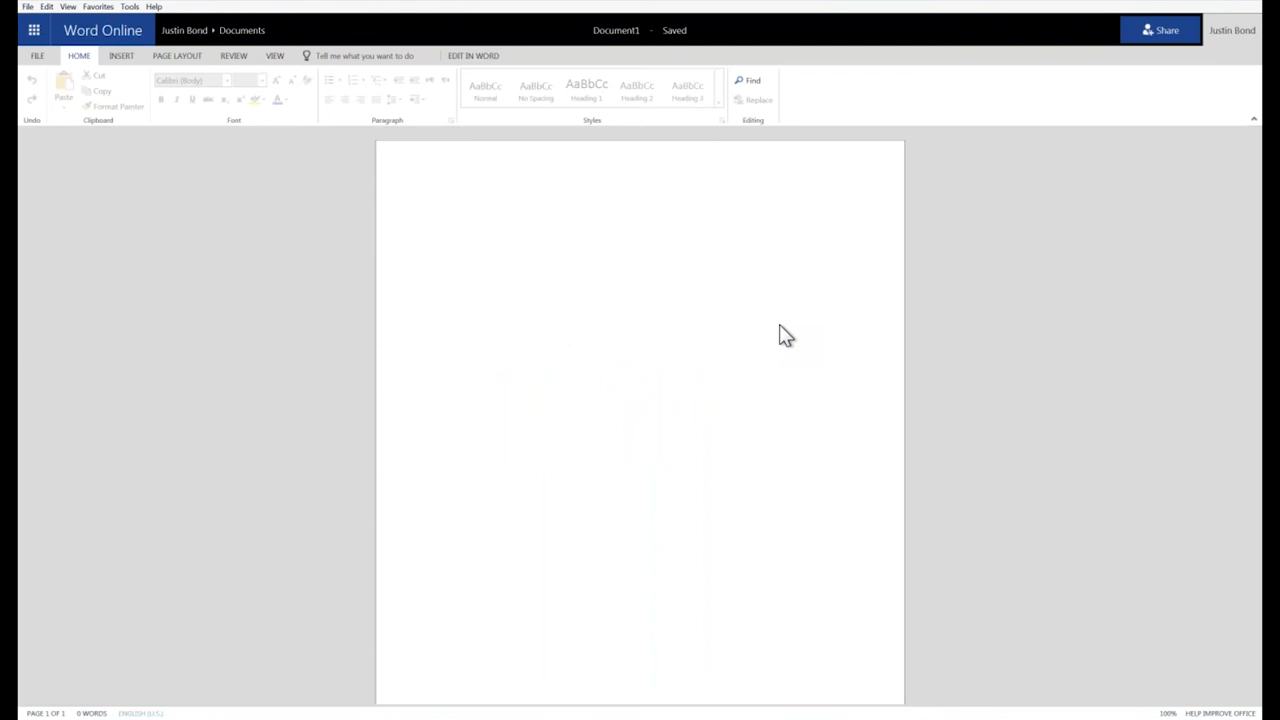 File Edit View Favorites Tools Help
Word Online Justin Bond Documents Document1 - Saved Share Justin Bond
FILE HOME INSERT PAGE LAYOUT REVIEW VIEW Tell me what you want to do EDIT IN WORD
Paste Cut Copy Format Painter
Calibri (Body)
AaBbCc AaBbCc AaBbCc AaBbCc AaBbCc
Normal No Spacing Heading 1 Heading 2 Heading 3
Find
Replace
Undo Clipboard Font Paragraph Styles Editing
PAGE 1 OF 1 0 WORDS ENGLISH (U.S.) 100% HELP IMPROVE OFFICE